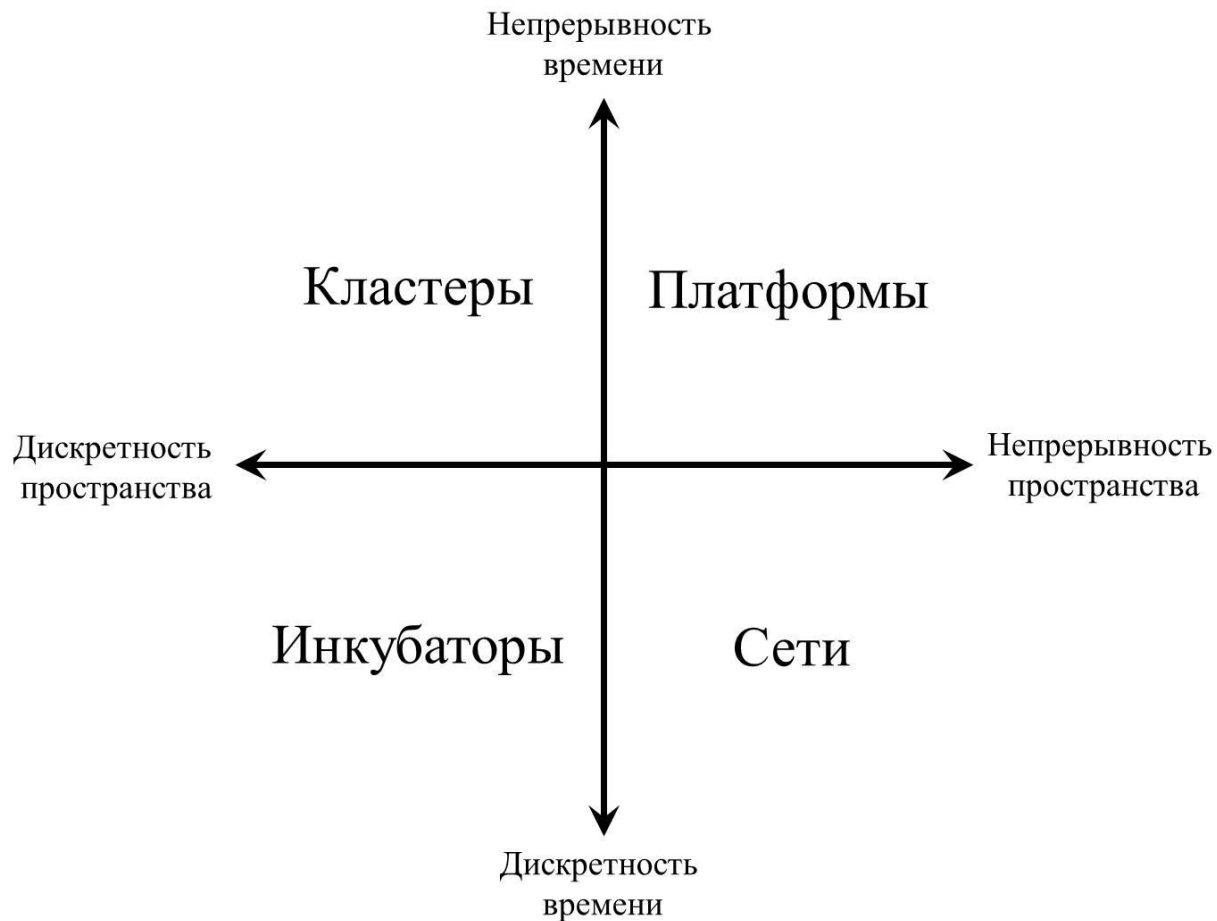 Непрерывность
времени
Кластеры
Платформы
Дискретность
пространства
Непрерывность
пространства
Инкубаторы
Сети
Дискретность
времени